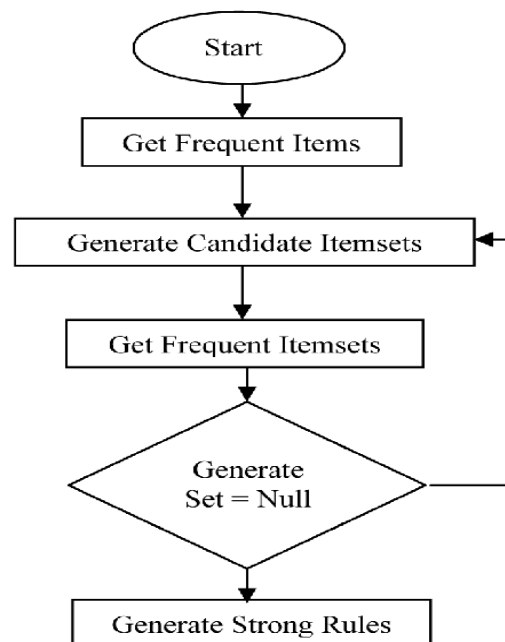 Start
Get Frequent Items
Generate Candidate Itemsets
Get Frequent Itemsets
Generate
Set = Null
Generate Strong Rules